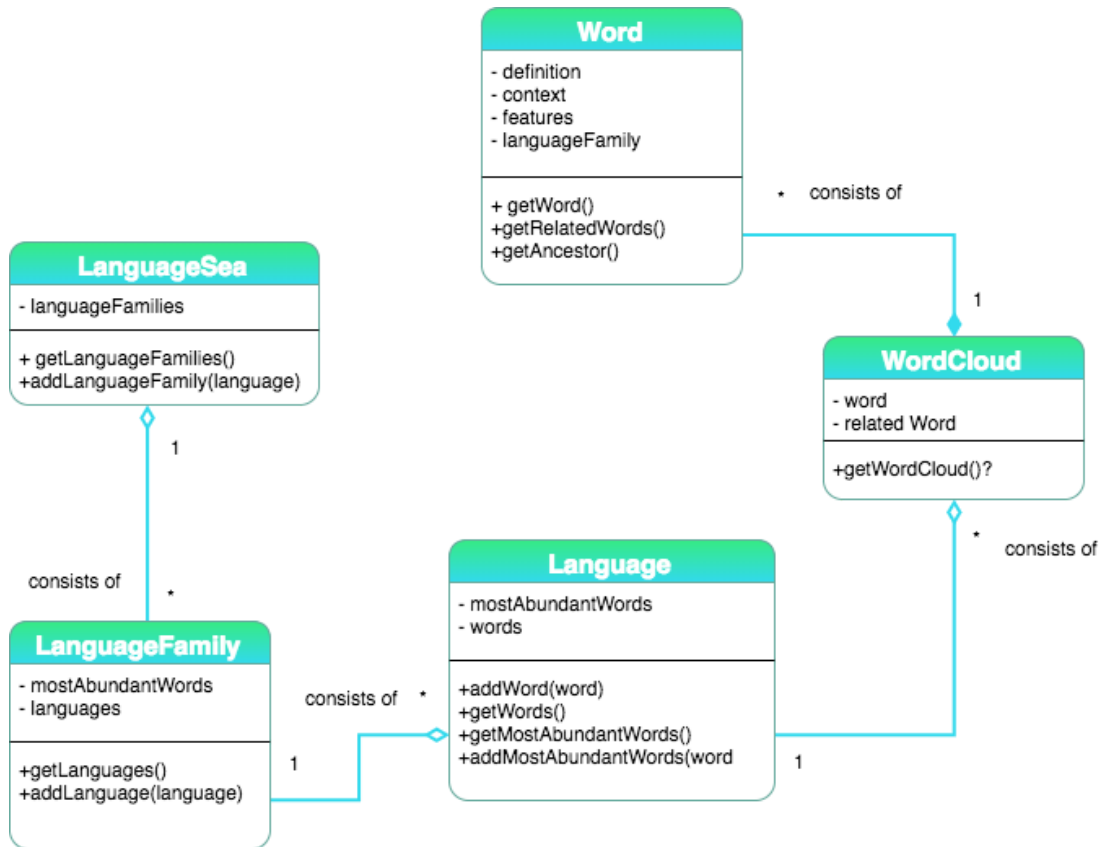 Word
- definition
- context
- features
- languageFamily
+ getWord()
+getRelatedWords()
+getAncestor()
* consists of
1
LanguageSea
- languageFamilies
+ getLanguageFamilies()
+addLanguageFamily(language)
1
consists of *
WordCloud
- word
- related Word
+getWordCloud()?
* consists of
1
Language
- mostAbundantWords
- words
+addWord(word)
+getWords()
+getMostAbundantWords()
+addMostAbundantWords(word
LanguageFamily
- mostAbundantWords
- languages
+getLanguages()
+addLanguage(language)
consists of *
1